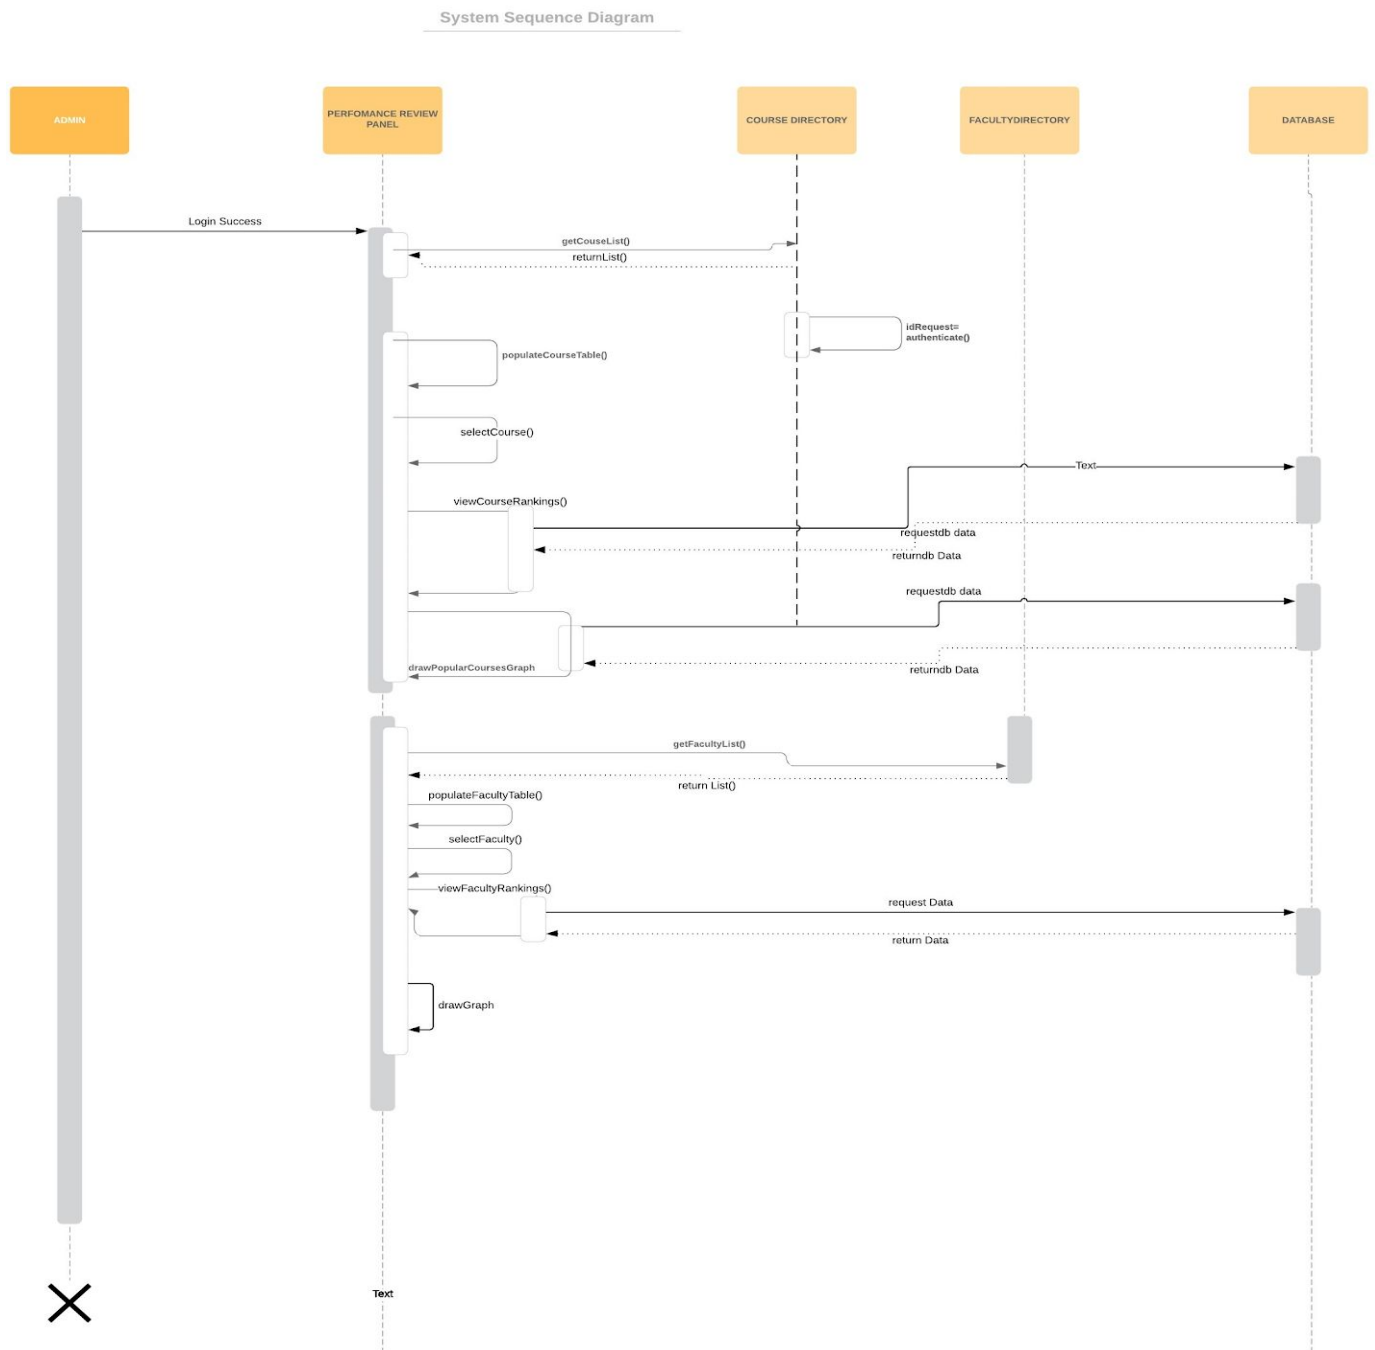 System Sequence Diagram
ADMIN
PERFOMANCE REVIEW
PANEL
COURSE DIRECTORY
FACULTYDIRECTORY
DATABASE
Login Success
getCouseList()
returnList()
idRequest=
authenticate()
populateCourseTable()
selectCourse()
Text
viewCourseRankings()
requestdb data
returndb Data
requestdb data
drawPopularCoursesGraph
returndb Data
getFacultyList()
return List()
populateFacultyTable()
selectFaculty()
viewFacultyRankings()
request Data
return Data
drawGraph
Text